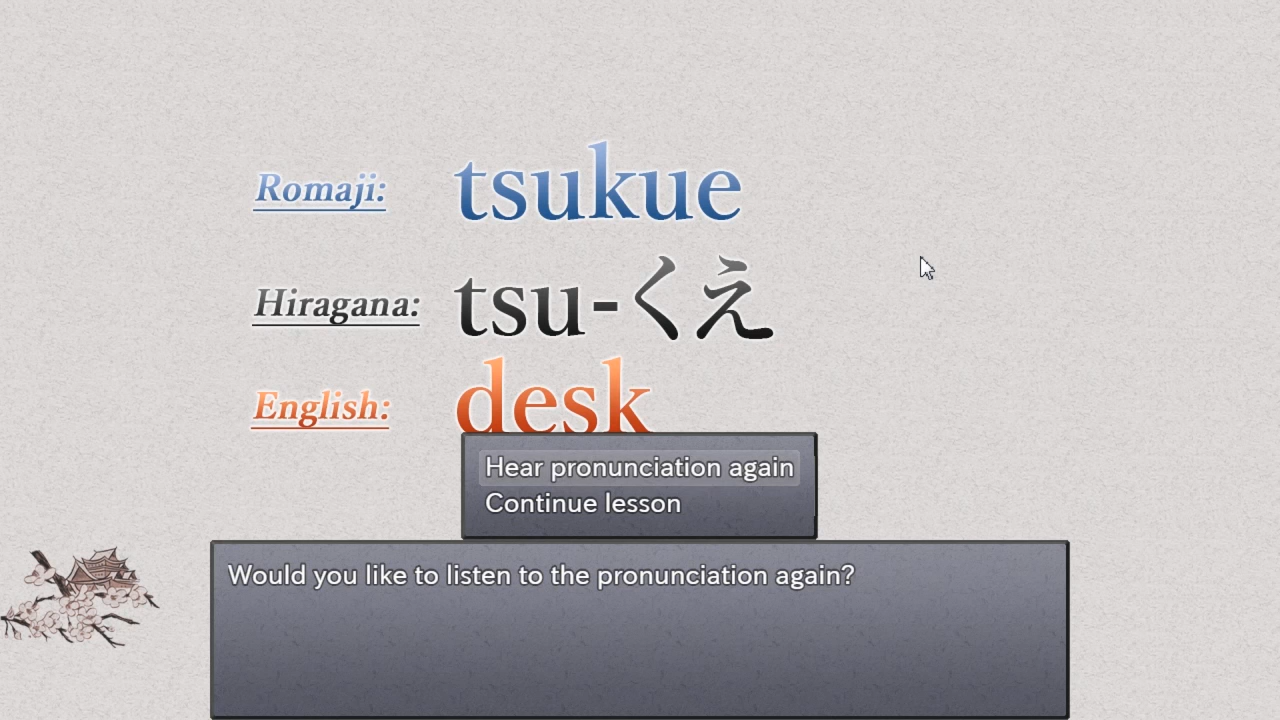 Romaji: tsukue
Hiragana: tsu-くえ
English: desk
Hear pronunciation again
Continue lesson
Would you like to listen to the pronunciation again?